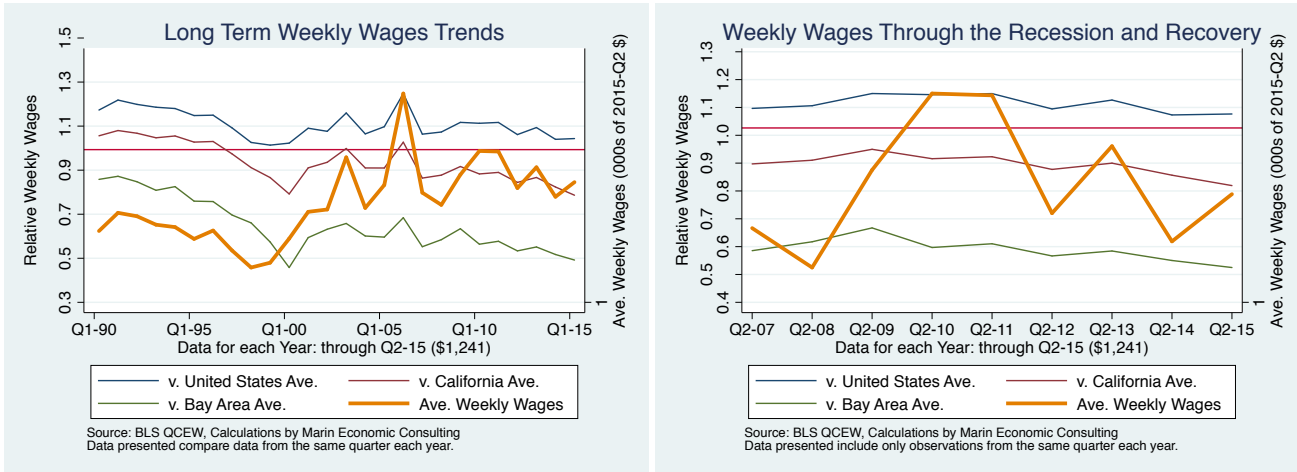 Long Term Weekly Wages Trends
Relative Weekly Wages
0.3 0.5 0.7 0.9 1.1 1.3 1.5
1
Ave. Weekly Wages (000s of 2015-Q2 $)
Q1-90 Q1-95 Q1-00 Q1-05 Q1-10 Q1-15
Data for each Year: through Q2-15 ($1,241)
v. United States Ave. v. California Ave.
v. Bay Area Ave. Ave. Weekly Wages
Source: BLS QCEW, Calculations by Marin Economic Consulting
Data presented compare data from the same quarter each year.
Weekly Wages Through the Recession and Recovery
Relative Weekly Wages
0.4 0.5 0.6 0.7 0.8 0.9 1.0 1.1 1.2 1.3
1
Ave. Weekly Wages (000s of 2015-Q2 $)
Q2-07 Q2-08 Q2-09 Q2-10 Q2-11 Q2-12 Q2-13 Q2-14 Q2-15
Data for each Year: through Q2-15 ($1,241)
v. United States Ave. v. California Ave.
v. Bay Area Ave. Ave. Weekly Wages
Source: BLS QCEW, Calculations by Marin Economic Consulting
Data presented include only observations from the same quarter each year.